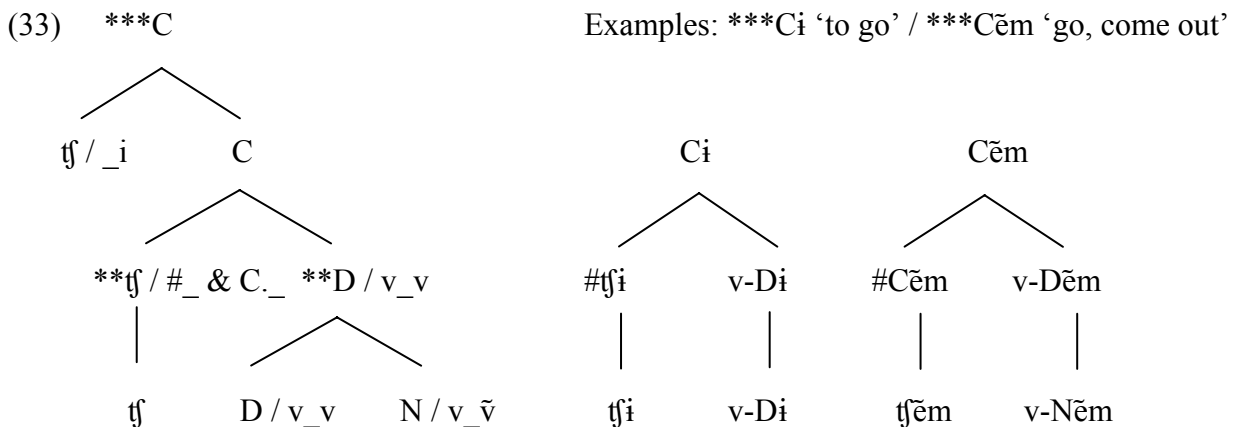 (33) ***C Examples: ***Cɨ ‘to go’ / ***Cẽm ‘go, come out’
ʧ / _i C Cɨ Cẽm
**ʧ / #_ & C._ **D / v_v #ʧɨ v-Dɨ #Cẽm v-Dẽm
ʧ D / v_v N / v_ṽ ʧɨ v-Dɨ ʧẽm v-Nẽm